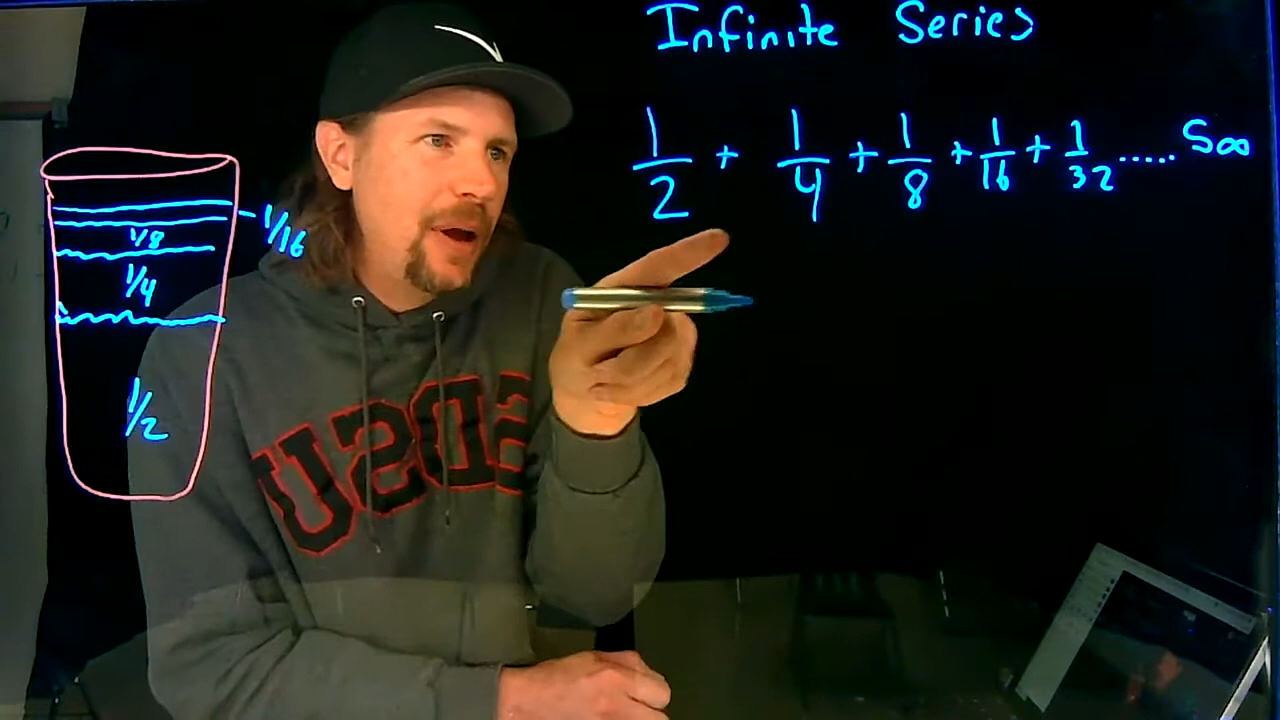 Infinite Series
1/2 + 1/4 + 1/8 + 1/16 + 1/32 ..... S∞
1/16
1/8
1/4
1/2
SDSU